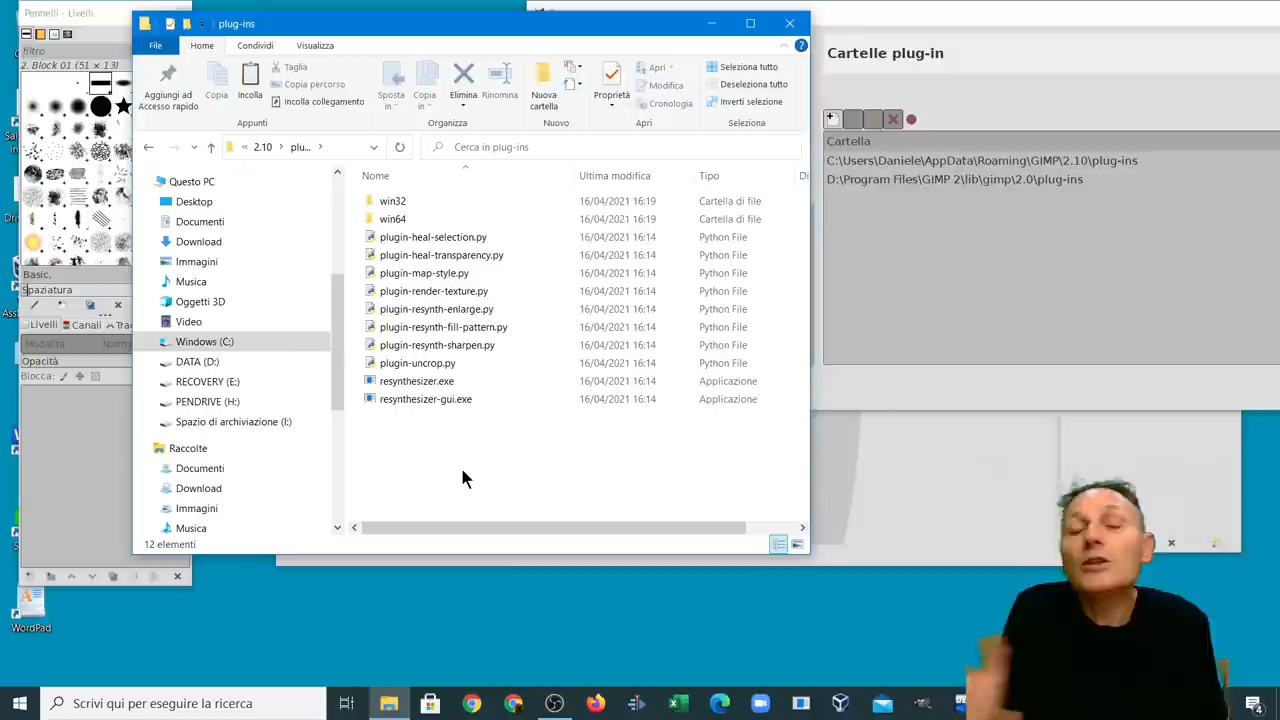 Pennelli - Livelli
filtro
2. Block 01 (51 × 13)
Basic,
Spaziatura
Livelli
Canali
Modalità
Opacità
Blocca:
WordPad
plug-ins
File
Home
Condividi
Visualizza
Aggiungi ad
Accesso rapido
Copia
Incolla
Taglia
Copia percorso
Incolla collegamento
Appunti
Sposta
in
Copia
in
Elimina
Rinomina
Organizza
Nuova
cartella
Nuovo
Proprietà
Apri
Modifica
Cronologia
Apri
Seleziona tutto
Deseleziona tutto
Inverti selezione
Seleziona
« 2.10 › plu... ›
Cerca in plug-ins
Questo PC
Desktop
Documenti
Download
Immagini
Musica
Oggetti 3D
Video
Windows (C:)
DATA (D:)
RECOVERY (E:)
PENDRIVE (H:)
Spazio di archiviazione (I:)
Raccolte
Documenti
Download
Immagini
Musica
Nome Ultima modifica Tipo Di
win32 16/04/2021 16:19 Cartella di file
win64 16/04/2021 16:19 Cartella di file
plugin-heal-selection.py 16/04/2021 16:14 Python File
plugin-heal-transparency.py 16/04/2021 16:14 Python File
plugin-map-style.py 16/04/2021 16:14 Python File
plugin-render-texture.py 16/04/2021 16:14 Python File
plugin-resynth-enlarge.py 16/04/2021 16:14 Python File
plugin-resynth-fill-pattern.py 16/04/2021 16:14 Python File
plugin-resynth-sharpen.py 16/04/2021 16:14 Python File
plugin-uncrop.py 16/04/2021 16:14 Python File
resynthesizer.exe 16/04/2021 16:14 Applicazione
resynthesizer-gui.exe 16/04/2021 16:14 Applicazione
12 elementi
Cartelle plug-in
Cartella
C:\Users\Daniele\AppData\Roaming\GIMP\2.10\plug-ins
D:\Program Files\GIMP 2\lib\gimp\2.0\plug-ins
Scrivi qui per eseguire la ricerca